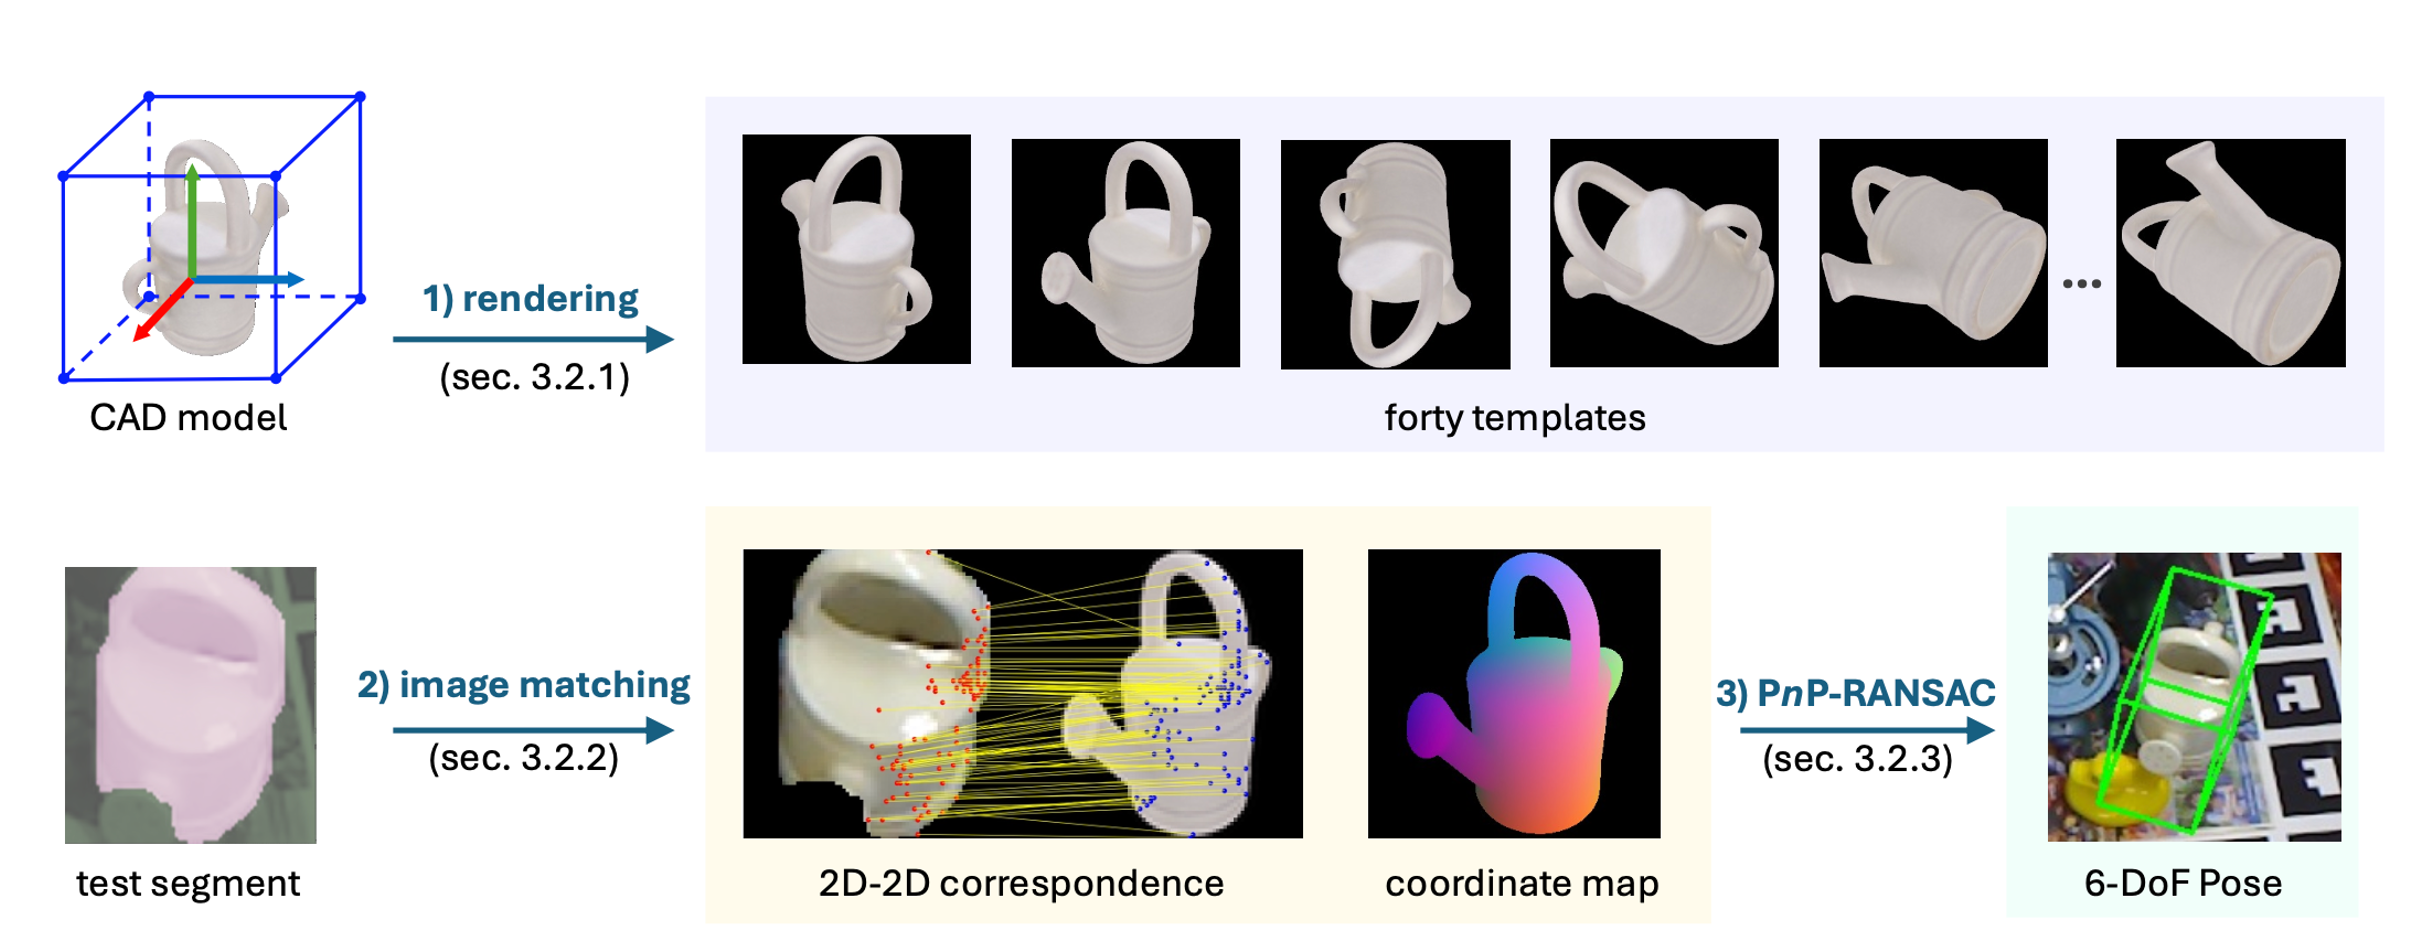 1) rendering
(sec. 3.2.1)
CAD model
...
forty templates
2) image matching
(sec. 3.2.2)
3) PnP-RANSAC
(sec. 3.2.3)
test segment
2D-2D correspondence
coordinate map
6-DoF Pose